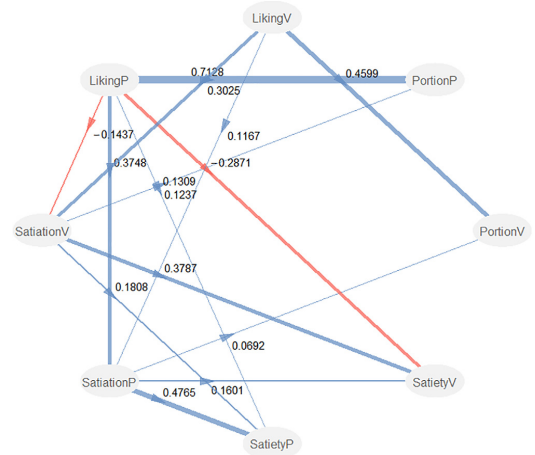 LikingV
0.7128
LikingP
0.4599
PortionP
0.3025
−0.1437
0.1167
0.3748
−0.2871
0.1309
0.1237
SatiationV
PortionV
0.3787
0.1808
0.0692
SatiationP
SatietyV
0.4765
0.1601
SatietyP